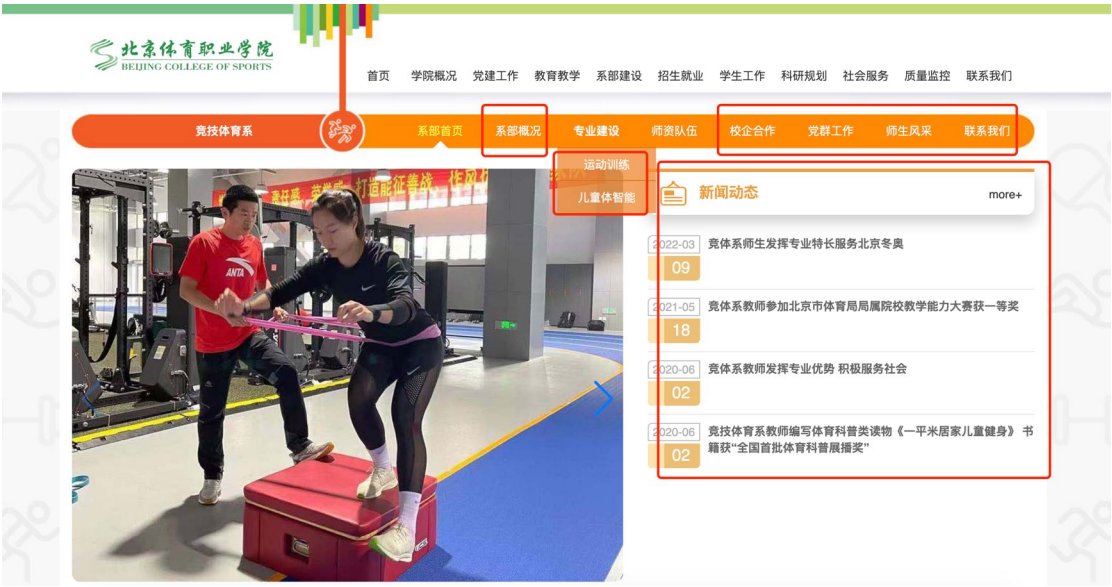 北京体育职业学院
BEIJING COLLEGE OF SPORTS
首页 学院概况 党建工作 教育教学 系部建设 招生就业 学生工作 科研规划 社会服务 质量监控 联系我们
竞技体育系 系部首页 系部概况 专业建设 师资队伍 校企合作 党群工作 师生风采 联系我们
运动训练
儿童体智能
新闻动态 more+
2022-03
09
竞体系师生发挥专业特长服务北京冬奥
2021-05
18
竞体系教师参加北京市体育局局属院校教学能力大赛获一等奖
2020-06
02
竞体系教师发挥专业优势 积极服务社会
2020-06
02
竞技体育系教师编写体育科普类读物《一平米居家儿童健身》 书
籍获“全国首批体育科普展播奖”
ANTA